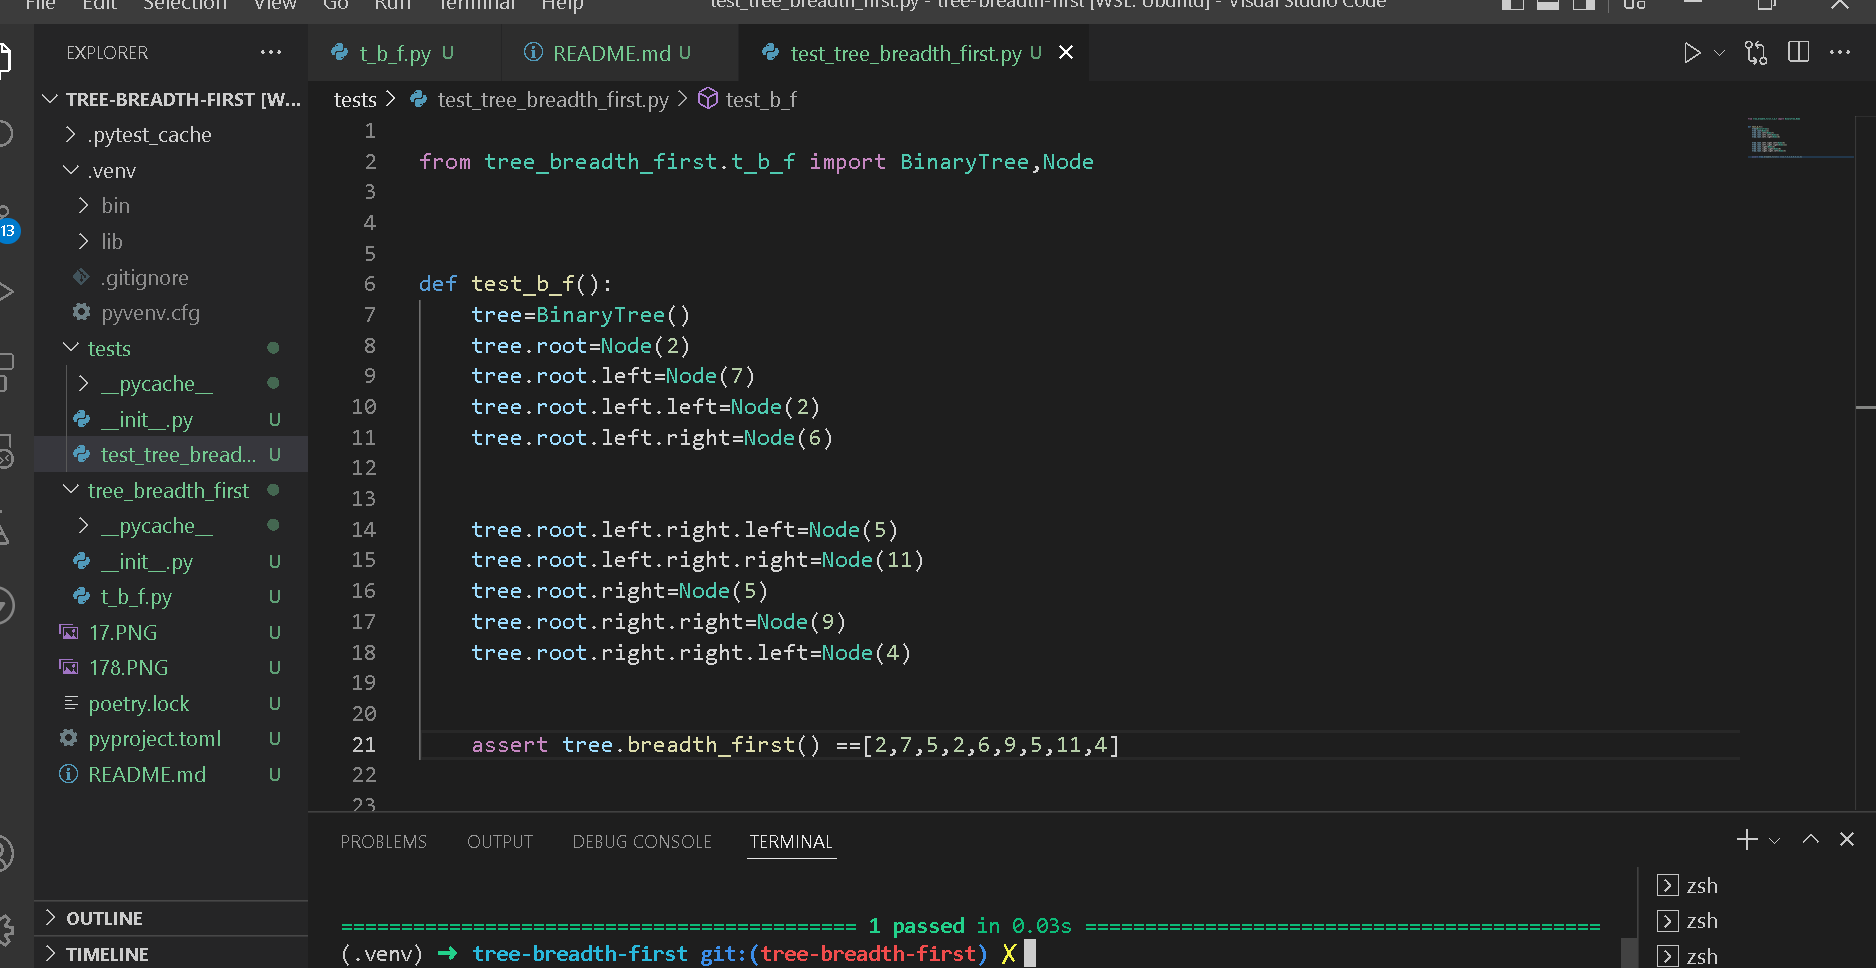 File Edit Selection View Go Run Terminal Help test_tree_breadth_first.py - tree-breadth-first [WSL: Ubuntu] - Visual Studio Code
EXPLORER
TREE-BREADTH-FIRST [W...
.pytest_cache
.venv
bin
lib
.gitignore
pyvenv.cfg
tests
__pycache__
__init__.py U
test_tree_bread... U
tree_breadth_first
__pycache__
__init__.py U
t_b_f.py U
17.PNG U
178.PNG U
poetry.lock U
pyproject.toml U
README.md U
OUTLINE
TIMELINE
13
t_b_f.py U README.md U test_tree_breadth_first.py U
tests > test_tree_breadth_first.py > test_b_f
1
2 from tree_breadth_first.t_b_f import BinaryTree,Node
3
4
5
6 def test_b_f():
7 tree=BinaryTree()
8 tree.root=Node(2)
9 tree.root.left=Node(7)
10 tree.root.left.left=Node(2)
11 tree.root.left.right=Node(6)
12
13
14 tree.root.left.right.left=Node(5)
15 tree.root.left.right.right=Node(11)
16 tree.root.right=Node(5)
17 tree.root.right.right=Node(9)
18 tree.root.right.right.left=Node(4)
19
20
21 assert tree.breadth_first() ==[2,7,5,2,6,9,5,11,4]
22
23
PROBLEMS OUTPUT DEBUG CONSOLE TERMINAL
=========================================== 1 passed in 0.03s ===========================================
(.venv) ➜ tree-breadth-first git:(tree-breadth-first) ✗
zsh
zsh
zsh